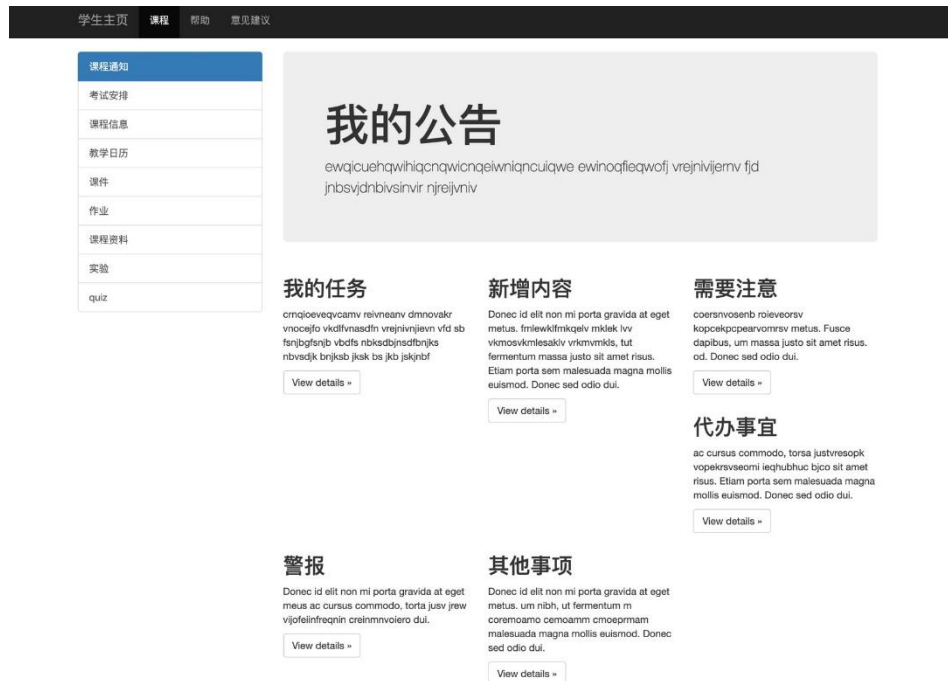 学生主页 课程 帮助 意见建议
课程通知
考试安排
课程信息
教学日历
课件
作业
课程资料
实验
quiz
我的公告
ewqicuehqwihiqcnqwicnqeiwniqncuiqwe ewinoqfieqwofj vrejnivijernv fjd
jnbsvjdnbivsinvir njreijvniv
我的任务
crnqioeveqvcamv reivneanv dmnovakr
vnocejfo vkdlfvnasdfn vrejnivnjievn vfd sb
fsnjbgfsnjb vbdfs nbksdbjnsdfbnjks
nbvsdjk bnjksb jksk bs jkb jskjnbf
View details »
新增内容
Donec id elit non mi porta gravida at eget
metus. fmlewklfmkqelv mklek lvv
vkmosvkmlesaklv vrkmvmkls, tut
fermentum massa justo sit amet risus.
Etiam porta sem malesuada magna mollis
euismod. Donec sed odio dui.
View details »
需要注意
coersnvosenb roieveorsv
kopcekpcpearvomrsv metus. Fusce
dapibus, um massa justo sit amet risus.
od. Donec sed odio dui.
View details »
代办事宜
ac cursus commodo, torsa justvresopk
vopekrsvseomi ieqhubhuc bjco sit amet
risus. Etiam porta sem malesuada magna
mollis euismod. Donec sed odio dui.
View details »
警报
Donec id elit non mi porta gravida at eget
meus ac cursus commodo, torta jusv jrew
vijofeiinfreqnin creinmnvoiero dui.
View details »
其他事项
Donec id elit non mi porta gravida at eget
metus. um nibh, ut fermentum m
coremoamo cemoamm cmoeprmam
malesuada magna mollis euismod. Donec
sed odio dui.
View details »